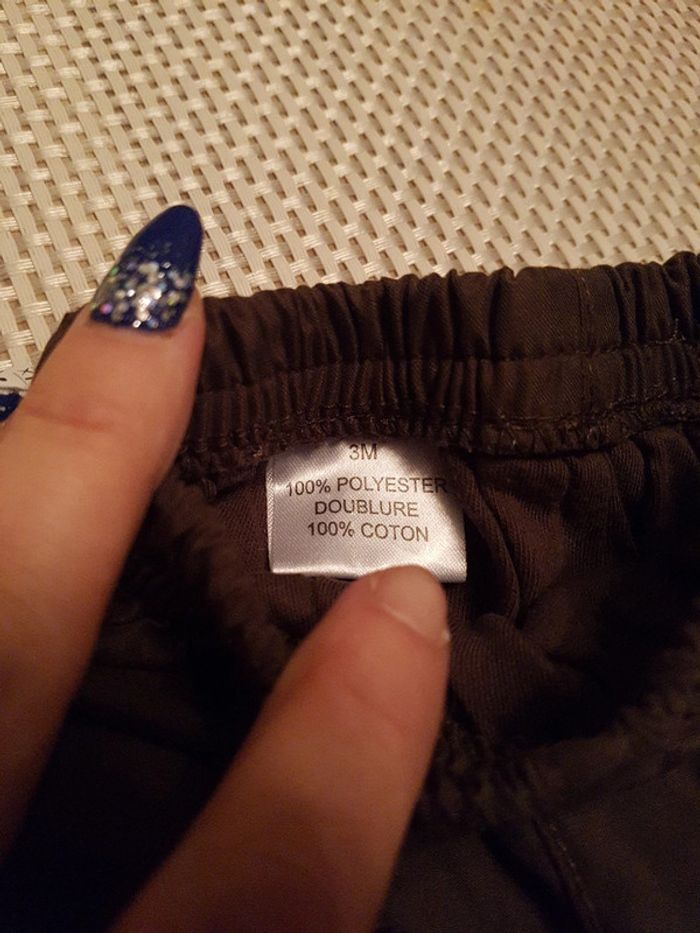 3M
100% POLYESTER
DOUBLURE
100% COTON